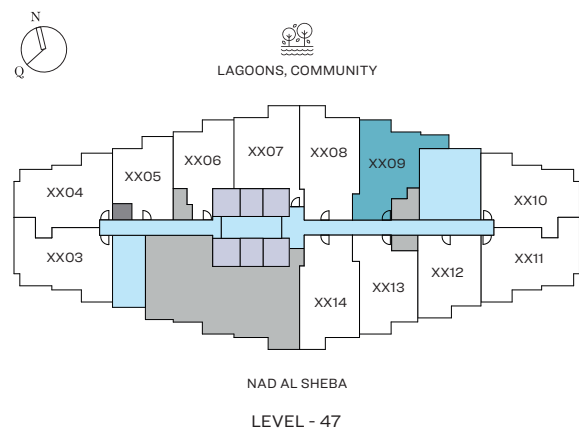 N
Q
LAGOONS, COMMUNITY
XX07
XX08
XX06
XX09
XX05
XX04
XX10
XX03
XX11
XX12
XX13
XX14
NAD AL SHEBA
LEVEL - 47